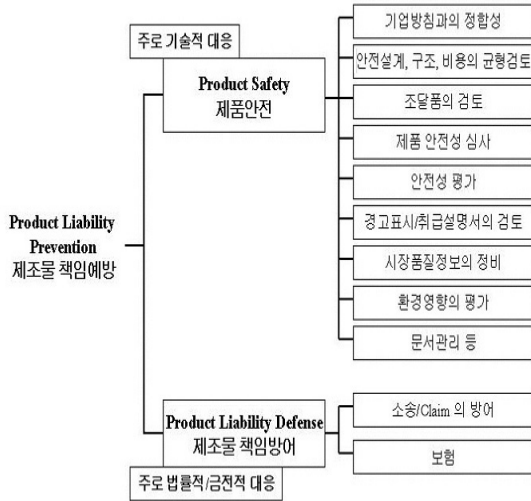 주로 기술적 대응
Product Safety
제품안전
기업방침과의 정합성
안전설계, 구조, 비용의 균형검토
조달품의 검토
제품 안전성 심사
안전성 평가
경고표시/취급설명서의 검토
시장품질정보의 정비
환경영향의 평가
문서관리 등
Product Liability
Prevention
제조물 책임예방
Product Liability Defense
제조물 책임방어
주로 법률적/금전적 대응
소송/Claim 의 방어
보험